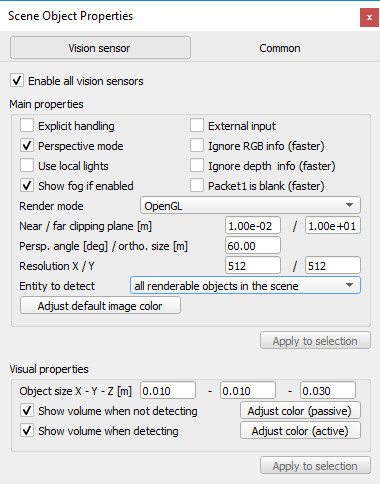 Scene Object Properties
x
Vision sensor Common
Enable all vision sensors
Main properties
Explicit handling External input
Perspective mode Ignore RGB info (faster)
Use local lights Ignore depth info (faster)
Show fog if enabled Packet1 is blank (faster)
Render mode OpenGL
Near / far clipping plane [m] 1.00e-02 / 1.00e+01
Persp. angle [deg] / ortho. size [m] 60.00
Resolution X / Y 512 / 512
Entity to detect all renderable objects in the scene
Adjust default image color
Apply to selection
Visual properties
Object size X - Y - Z [m] 0.010 - 0.010 - 0.030
Show volume when not detecting Adjust color (passive)
Show volume when detecting Adjust color (active)
Apply to selection